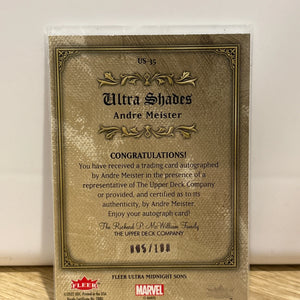 US-35
Ultra Shades
Andre Meister
CONGRATULATIONS!
You have received a trading card autographed
by Andre Meister in the presence of a
representative of The Upper Deck Company
or provided, and certified as to its
authenticity, by Andre Meister.
Enjoy your autograph card!
The Richard P. McWilliam Family
THE UPPER DECK COMPANY
FLEER
MARVEL
FLEER ULTRA MIDNIGHT SONS